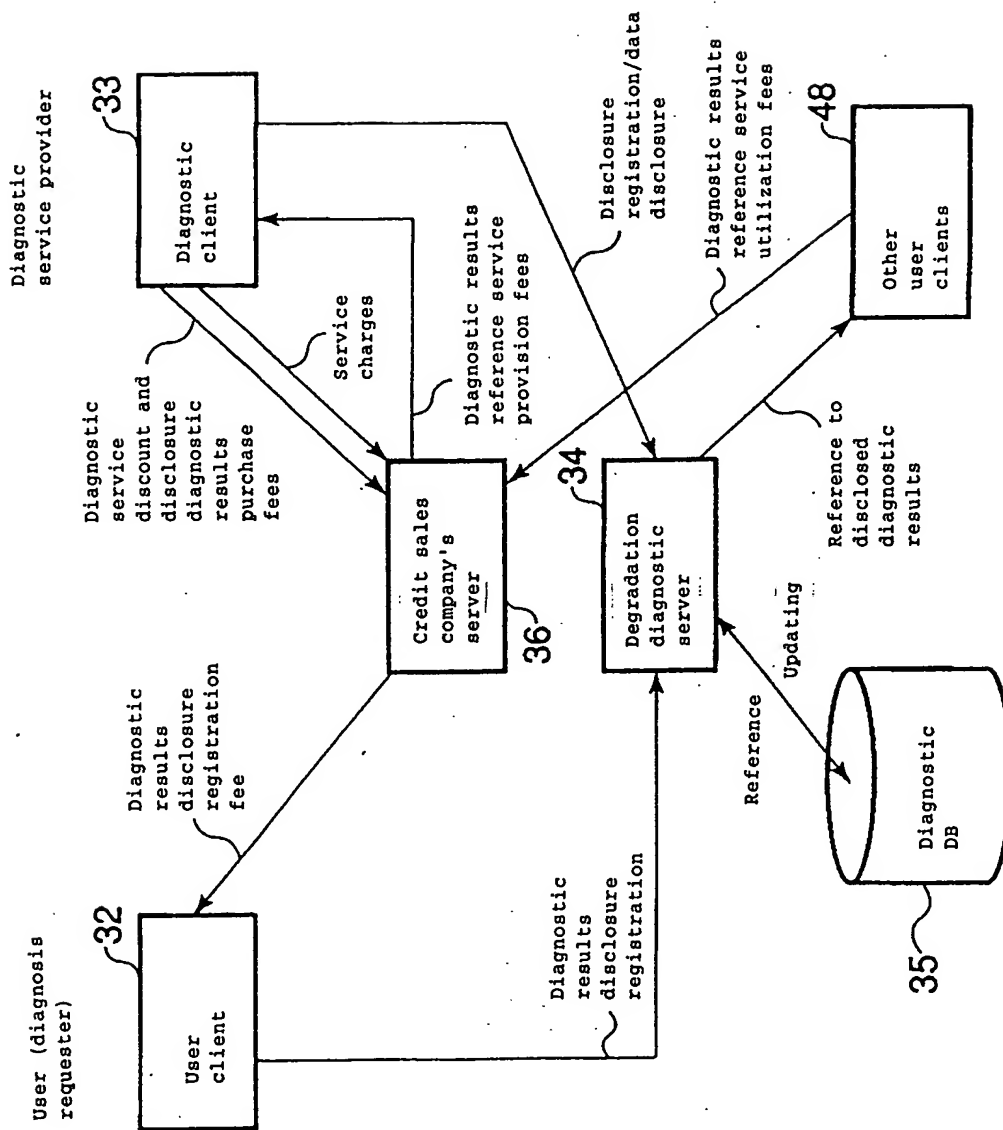 User (diagnosis
requester)
32
User
client
Diagnostic
service provider
33
Diagnostic
client
Diagnostic
results
disclosure
registration
fee
Diagnostic
service
discount and
disclosure
diagnostic
results
purchase
fees
Service
charges
Credit sales
company's
server
36
Diagnostic results
reference service
provision fees
Disclosure
registration/data
disclosure
Diagnostic
results
disclosure
registration
34
Degradation
diagnostic
server
Diagnostic results
reference service
utilization fees
Reference
Updating
Reference to
disclosed
diagnostic
results
35
Diagnostic
DB
48
Other
user
clients